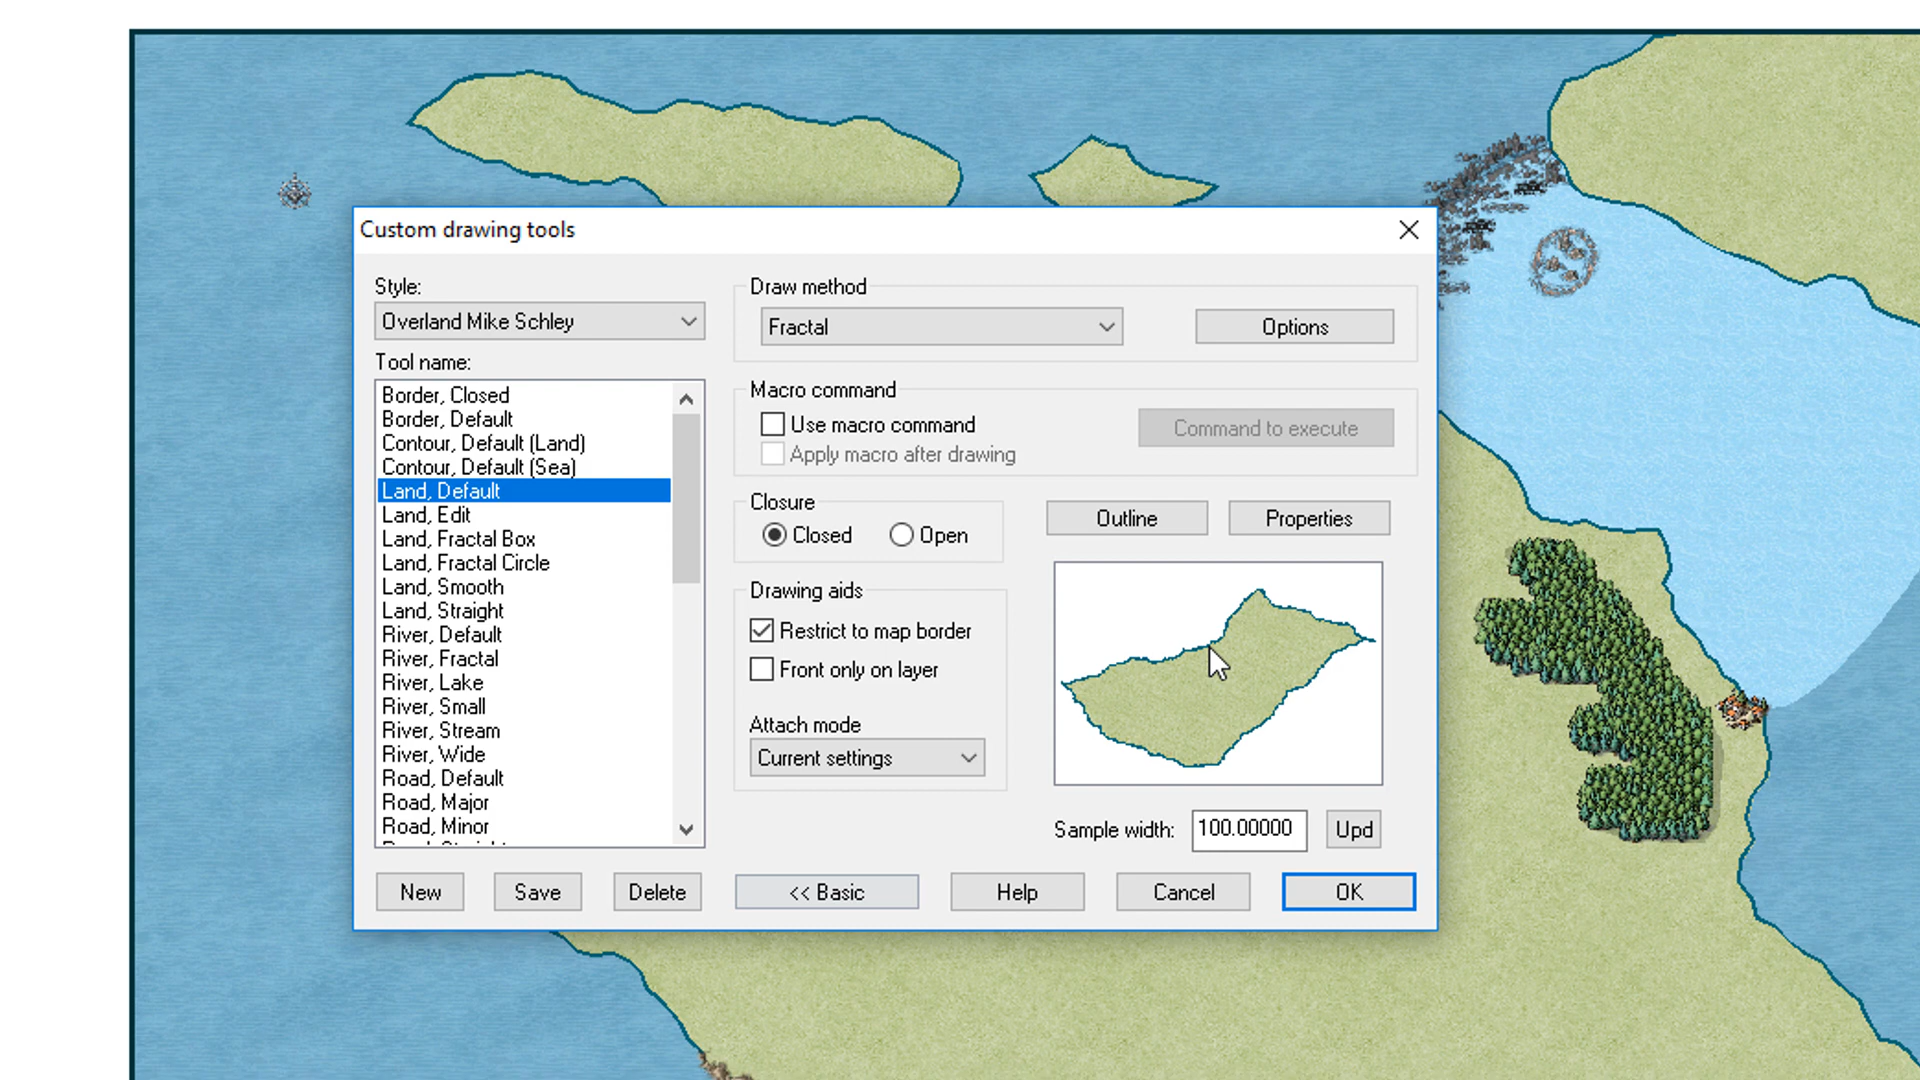 Custom drawing tools
Style:
Overland Mike Schley
Tool name:
Border, Closed
Border, Default
Contour, Default (Land)
Contour, Default (Sea)
Land, Default
Land, Edit
Land, Fractal Box
Land, Fractal Circle
Land, Smooth
Land, Straight
River, Default
River, Fractal
River, Lake
River, Small
River, Stream
River, Wide
Road, Default
Road, Major
Road, Minor
Draw method
Fractal
Options
Macro command
Use macro command
Apply macro after drawing
Command to execute
Closure
Closed
Open
Outline
Properties
Drawing aids
Restrict to map border
Front only on layer
Attach mode
Current settings
Sample width:
100.00000
Upd
New
Save
Delete
<< Basic
Help
Cancel
OK